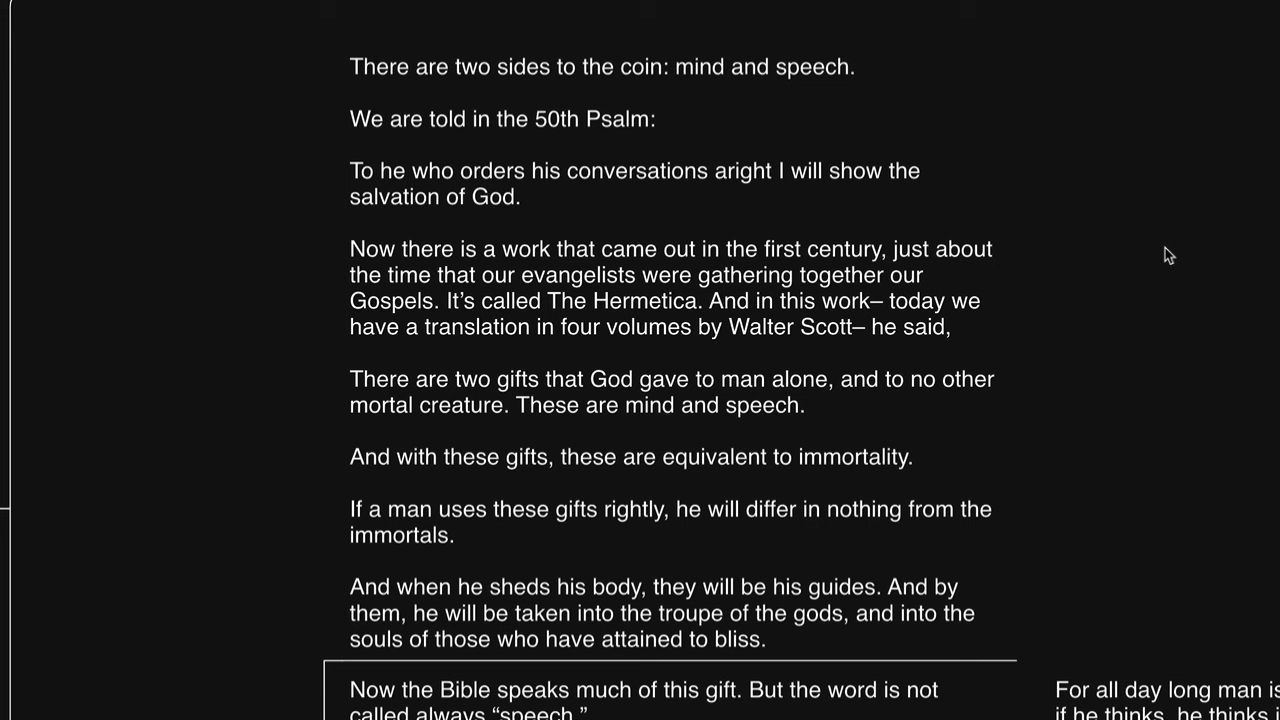 There are two sides to the coin: mind and speech.
We are told in the 50th Psalm:
To he who orders his conversations aright I will show the
salvation of God.
Now there is a work that came out in the first century, just about
the time that our evangelists were gathering together our
Gospels. It’s called The Hermetica. And in this work– today we
have a translation in four volumes by Walter Scott– he said,
There are two gifts that God gave to man alone, and to no other
mortal creature. These are mind and speech.
And with these gifts, these are equivalent to immortality.
If a man uses these gifts rightly, he will differ in nothing from the
immortals.
And when he sheds his body, they will be his guides. And by
them, he will be taken into the troupe of the gods, and into the
souls of those who have attained to bliss.
Now the Bible speaks much of this gift. But the word is not
called always “speech.”
For all day long man is
if he thinks, he thinks i